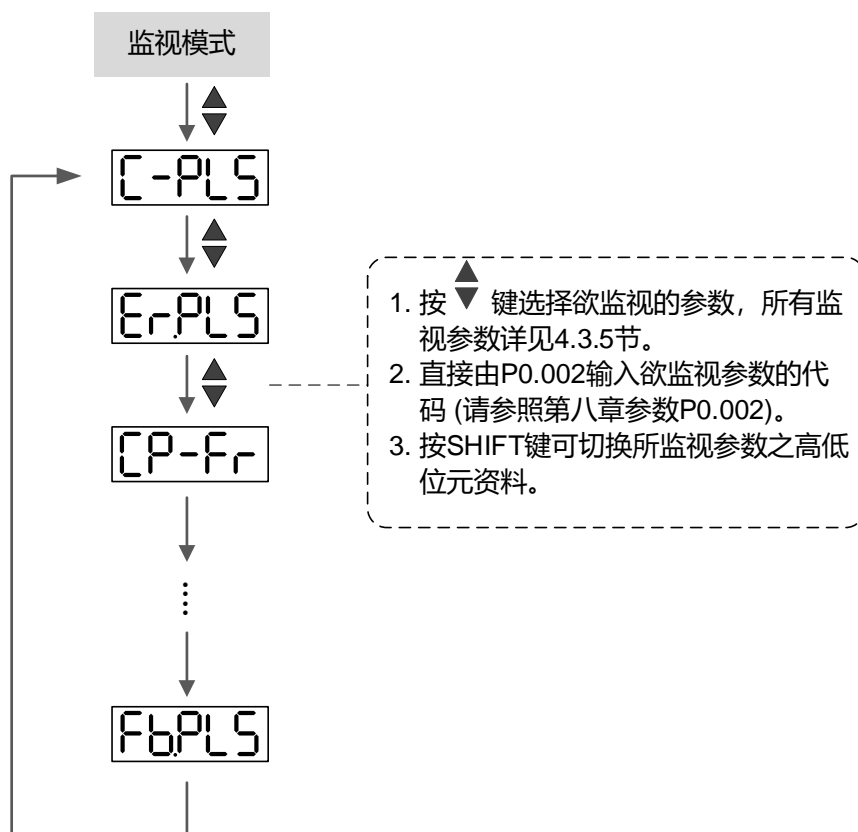 监视模式
C-PLS
Er.PLS
1. 按 ▲▼ 键选择欲监视的参数，所有监
视参数详见4.3.5节。
2. 直接由P0.002输入欲监视参数的代
码 (请参照第八章参数P0.002)。
3. 按SHIFT键可切换所监视参数之高低
位元资料。
CP-Fr
Fb.PLS